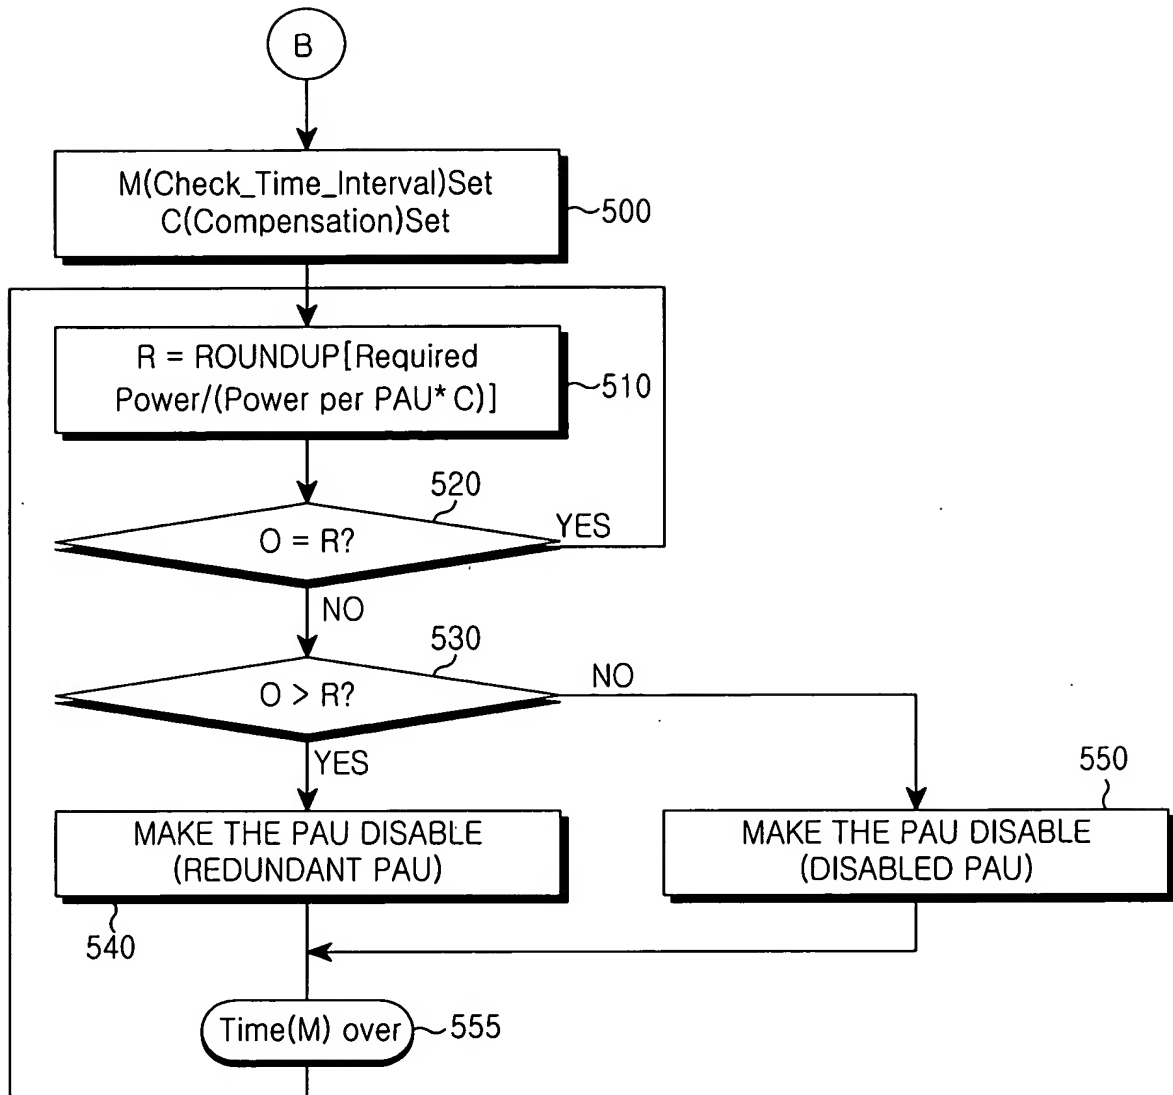 B
M(Check_Time_Interval)Set
C(Compensation)Set
500
R = ROUNDUP[Required
Power/(Power per PAU* C)]
510
520
O = R?
YES
NO
530
O > R?
NO
YES
550
MAKE THE PAU DISABLE
(REDUNDANT PAU)
MAKE THE PAU DISABLE
(DISABLED PAU)
540
Time(M) over
555